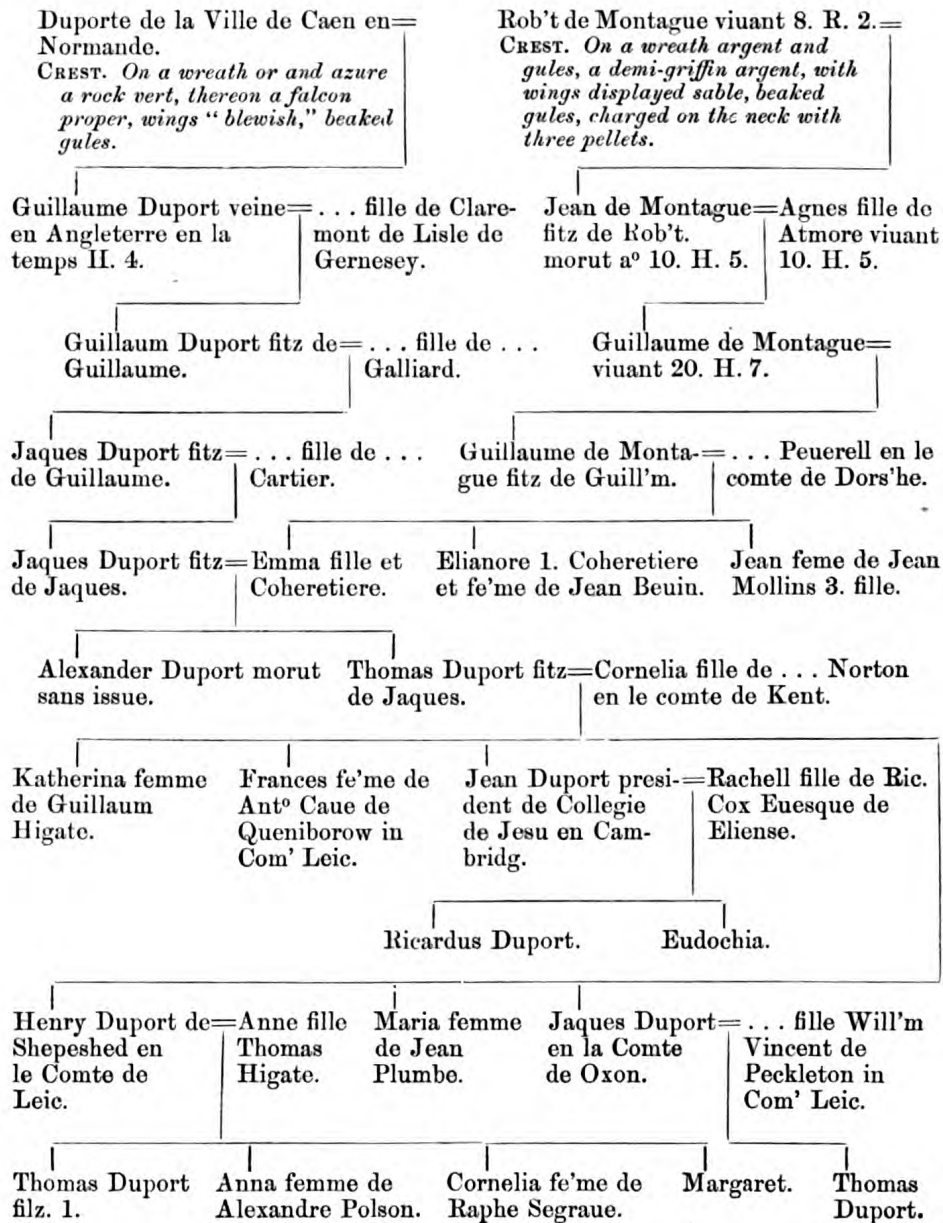 Duporte de la Ville de Caen en=
Normande.
CREST. On a wreath or and azure
a rock vert, thereon a falcon
proper, wings "blewish," beaked
gules.
Rob't de Montague viuant 8. R. 2.=
CREST. On a wreath argent and
gules, a demi-griffin argent, with
wings displayed sable, beaked
gules, charged on the neck with
three pellets.
Guillaume Duport veine=
en Angleterre en la
temps H. 4.
. . . fille de Clare-
mont de Lisle de
Gernesey.
Jean de Montague=
fitz de Rob't.
morut aº 10. H. 5.
Agnes fille de
Atmore viuant
10. H. 5.
Guillaum Duport fitz de=
Guillaume.
. . . fille de . . .
Galliard.
Guillaume de Montague=
viuant 20. H. 7.
Jaques Duport fitz=
de Guillaume.
. . . fille de . . .
Cartier.
Guillaume de Monta-=
gue fitz de Guill'm.
. . . Peuerell en le
comte de Dors'he.
Jaques Duport fitz=
de Jaques.
Emma fille et
Coheretiere.
Elianore 1. Coheretiere
et fe'me de Jean Beuin.
Jean feme de Jean
Mollins 3. fille.
Alexander Duport morut
sans issue.
Thomas Duport fitz=
de Jaques.
Cornelia fille de . . . Norton
en le comte de Kent.
Katherina femme
de Guillaum
Higate.
Frances fe'me de
Antº Caue de
Queniborow in
Com' Leic.
Jean Duport presi-=
dent de Collegie
de Jesu en Cam-
bridg.
Rachell fille de Ric.
Cox Euesque de
Eliense.
Ricardus Duport.
Eudochia.
Henry Duport de=
Shepeshed en
le Comte de
Leic.
Anne fille
Thomas
Higate.
Maria femme
de Jean
Plumbe.
Jaques Duport=
en la Comte
de Oxon.
. . . fille Will'm
Vincent de
Peckleton in
Com' Leic.
Thomas Duport
filz. 1.
Anna femme de
Alexandre Polson.
Cornelia fe'me de
Raphe Segraue.
Margaret.
Thomas
Duport.